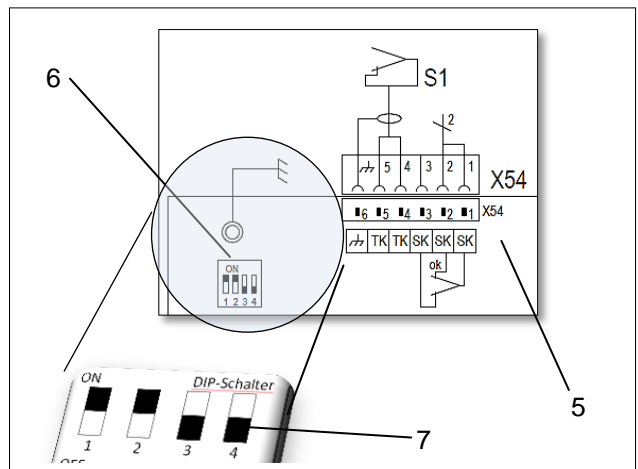 S1
6
2
5 4 3 2 1
X54
6 5 4 3 2 1 X54
TK TK SK SK SK
ok
ON
1 2 3 4
5
ON
DIP-Schalter
7
1 2 3 4